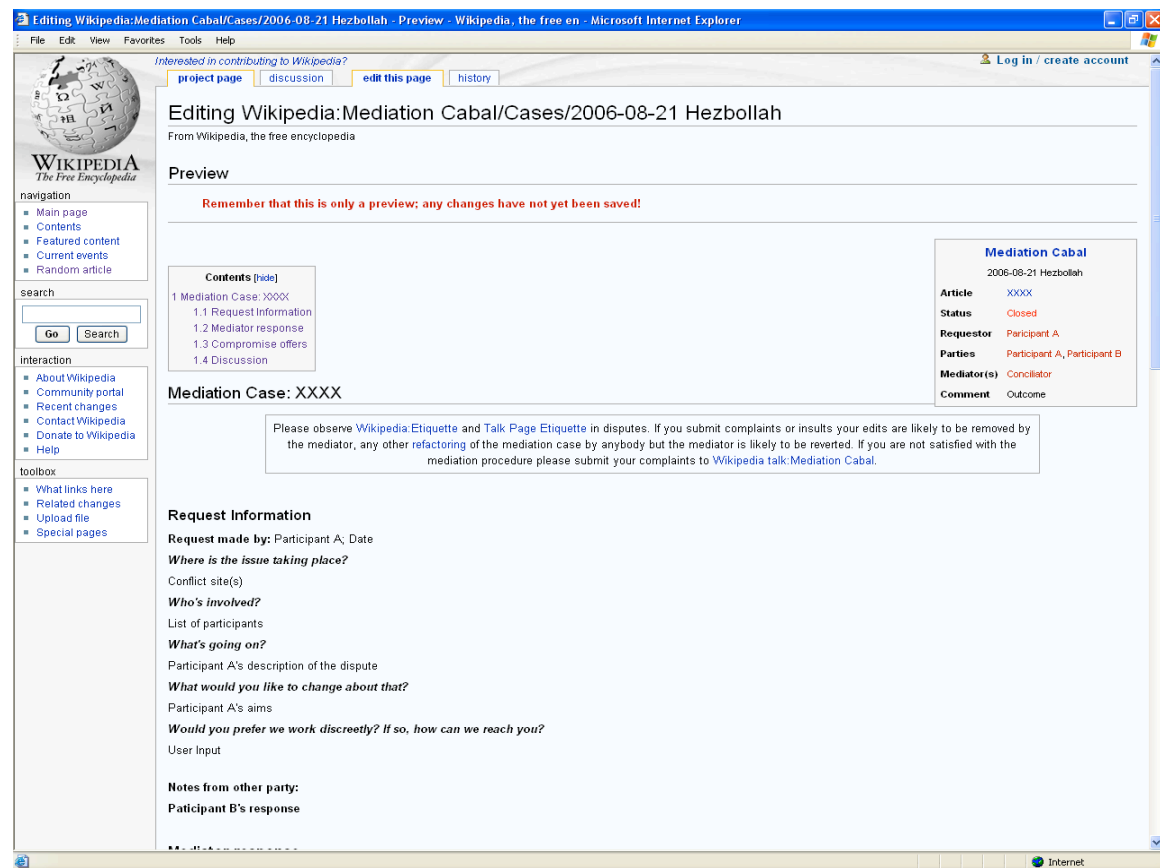 Editing Wikipedia:Mediation Cabal/Cases/2006-08-21 Hezbollah - Preview - Wikipedia, the free en - Microsoft Internet Explorer
File Edit View Favorites Tools Help
Interested in contributing to Wikipedia?
Log in / create account
project page discussion edit this page history
Editing Wikipedia:Mediation Cabal/Cases/2006-08-21 Hezbollah
From Wikipedia, the free encyclopedia
WIKIPEDIA
The Free Encyclopedia
navigation
Main page
Contents
Featured content
Current events
Random article
search
Go Search
interaction
About Wikipedia
Community portal
Recent changes
Contact Wikipedia
Donate to Wikipedia
Help
toolbox
What links here
Related changes
Upload file
Special pages
Preview
Remember that this is only a preview; any changes have not yet been saved!
Mediation Cabal
2006-08-21 Hezbollah
Article XXXX
Status Closed
Requestor Paricipant A
Parties Participant A, Participant B
Mediator(s) Conciliator
Comment Outcome
Contents [hide]
1 Mediation Case: XXXX
1.1 Request Information
1.2 Mediator response
1.3 Compromise offers
1.4 Discussion
Mediation Case: XXXX
Please observe Wikipedia:Etiquette and Talk Page Etiquette in disputes. If you submit complaints or insults your edits are likely to be removed by
the mediator, any other refactoring of the mediation case by anybody but the mediator is likely to be reverted. If you are not satisfied with the
mediation procedure please submit your complaints to Wikipedia talk:Mediation Cabal.
Request Information
Request made by: Participant A; Date
Where is the issue taking place?
Conflict site(s)
Who's involved?
List of participants
What's going on?
Participant A's description of the dispute
What would you like to change about that?
Participant A's aims
Would you prefer we work discreetly? If so, how can we reach you?
User Input
Notes from other party:
Paticipant B's response
Internet